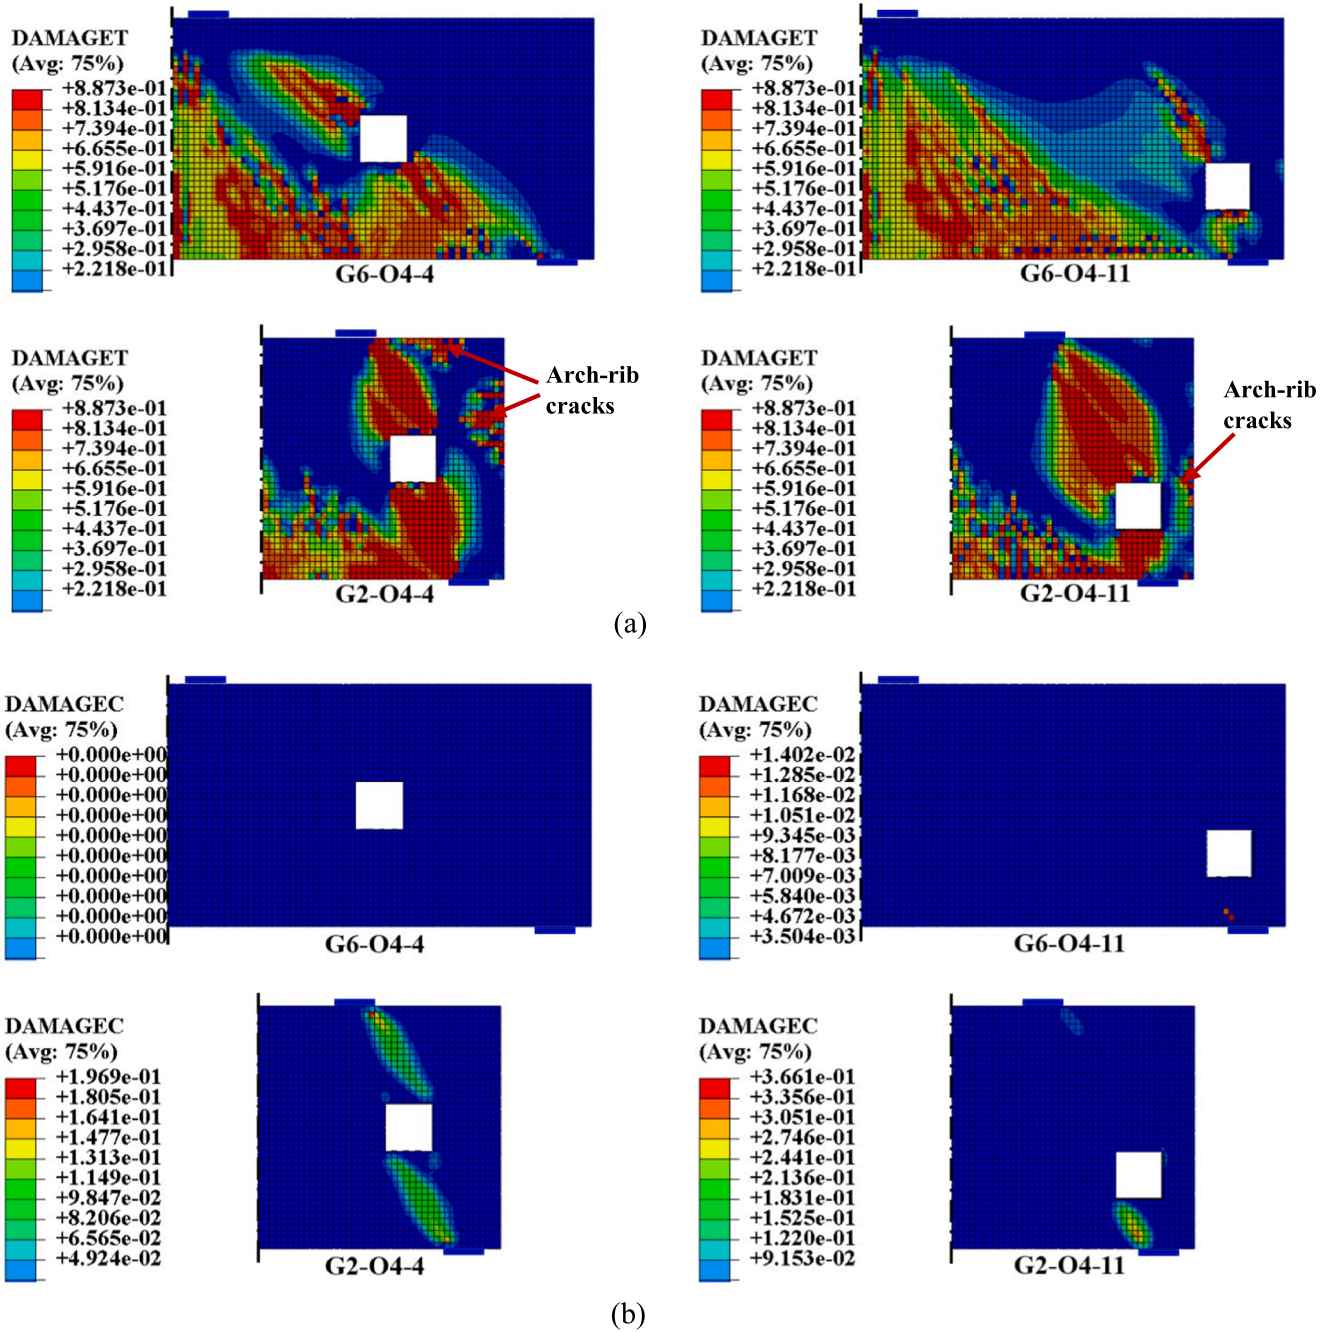 DAMAGET
(Avg: 75%)
+8.873e-01
+8.134e-01
+7.394e-01
+6.655e-01
+5.916e-01
+5.176e-01
+4.437e-01
+3.697e-01
+2.958e-01
+2.218e-01
G6-O4-4
DAMAGET
(Avg: 75%)
+8.873e-01
+8.134e-01
+7.394e-01
+6.655e-01
+5.916e-01
+5.176e-01
+4.437e-01
+3.697e-01
+2.958e-01
+2.218e-01
G6-O4-11
DAMAGET
(Avg: 75%)
+8.873e-01
+8.134e-01
+7.394e-01
+6.655e-01
+5.916e-01
+5.176e-01
+4.437e-01
+3.697e-01
+2.958e-01
+2.218e-01
Arch-rib
cracks
G2-O4-4
DAMAGET
(Avg: 75%)
+8.873e-01
+8.134e-01
+7.394e-01
+6.655e-01
+5.916e-01
+5.176e-01
+4.437e-01
+3.697e-01
+2.958e-01
+2.218e-01
Arch-rib
cracks
G2-O4-11
(a)
DAMAGEC
(Avg: 75%)
+0.000e+00
+0.000e+00
+0.000e+00
+0.000e+00
+0.000e+00
+0.000e+00
+0.000e+00
+0.000e+00
+0.000e+00
+0.000e+00
G6-O4-4
DAMAGEC
(Avg: 75%)
+1.402e-02
+1.285e-02
+1.168e-02
+1.051e-02
+9.345e-03
+8.177e-03
+7.009e-03
+5.840e-03
+4.672e-03
+3.504e-03
G6-O4-11
DAMAGEC
(Avg: 75%)
+1.969e-01
+1.805e-01
+1.641e-01
+1.477e-01
+1.313e-01
+1.149e-01
+9.847e-02
+8.206e-02
+6.565e-02
+4.924e-02
G2-O4-4
DAMAGEC
(Avg: 75%)
+3.661e-01
+3.356e-01
+3.051e-01
+2.746e-01
+2.441e-01
+2.136e-01
+1.831e-01
+1.525e-01
+1.220e-01
+9.153e-02
G2-O4-11
(b)